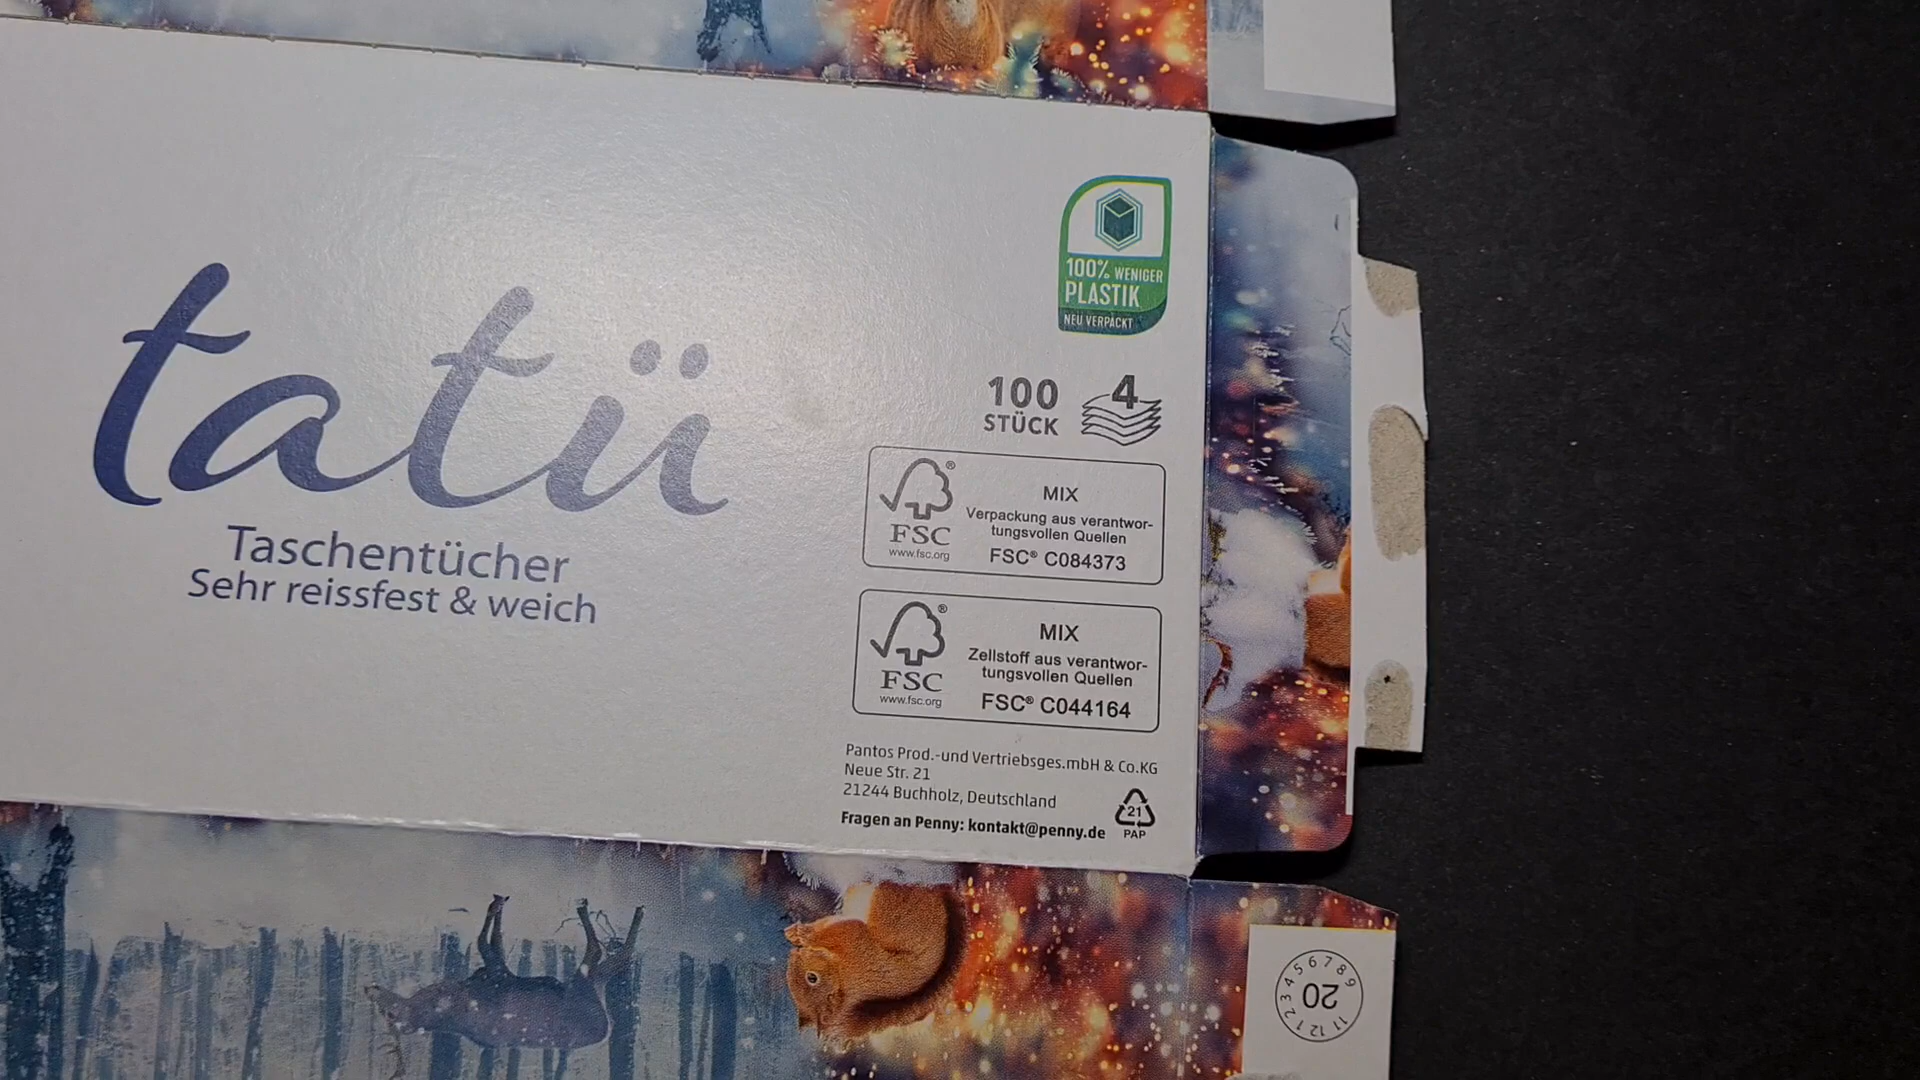 tatü
Taschentücher
Sehr reissfest & weich
100% WENIGER
PLASTIK
NEU VERPACKT
100
STÜCK
4
FSC®
www.fsc.org
MIX
Verpackung aus verantwor-
tungsvollen Quellen
FSC® C084373
FSC®
www.fsc.org
MIX
Zellstoff aus verantwor-
tungsvollen Quellen
FSC® C044164
Pantos Prod.-und Vertriebsges.mbH & Co.KG
Neue Str. 21
21244 Buchholz, Deutschland
Fragen an Penny: kontakt@penny.de
21
PAP
20
1 2 3 4 5 6 7 8 9 11 12